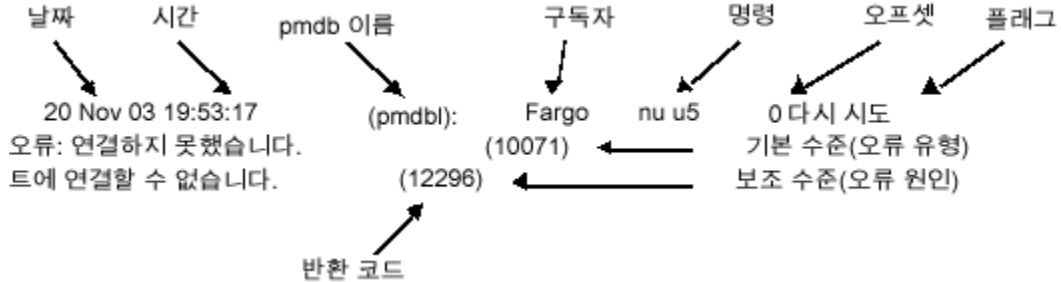 날짜 시간 pmdb 이름 구독자 명령 오프셋 플래그
20 Nov 03 19:53:17 (pmdbl): Fargo nu u5 0 다시 시도
오류: 연결하지 못했습니다. (10071) 기본 수준(오류 유형)
트에 연결할 수 없습니다. (12296) 보조 수준(오류 원인)
반환 코드